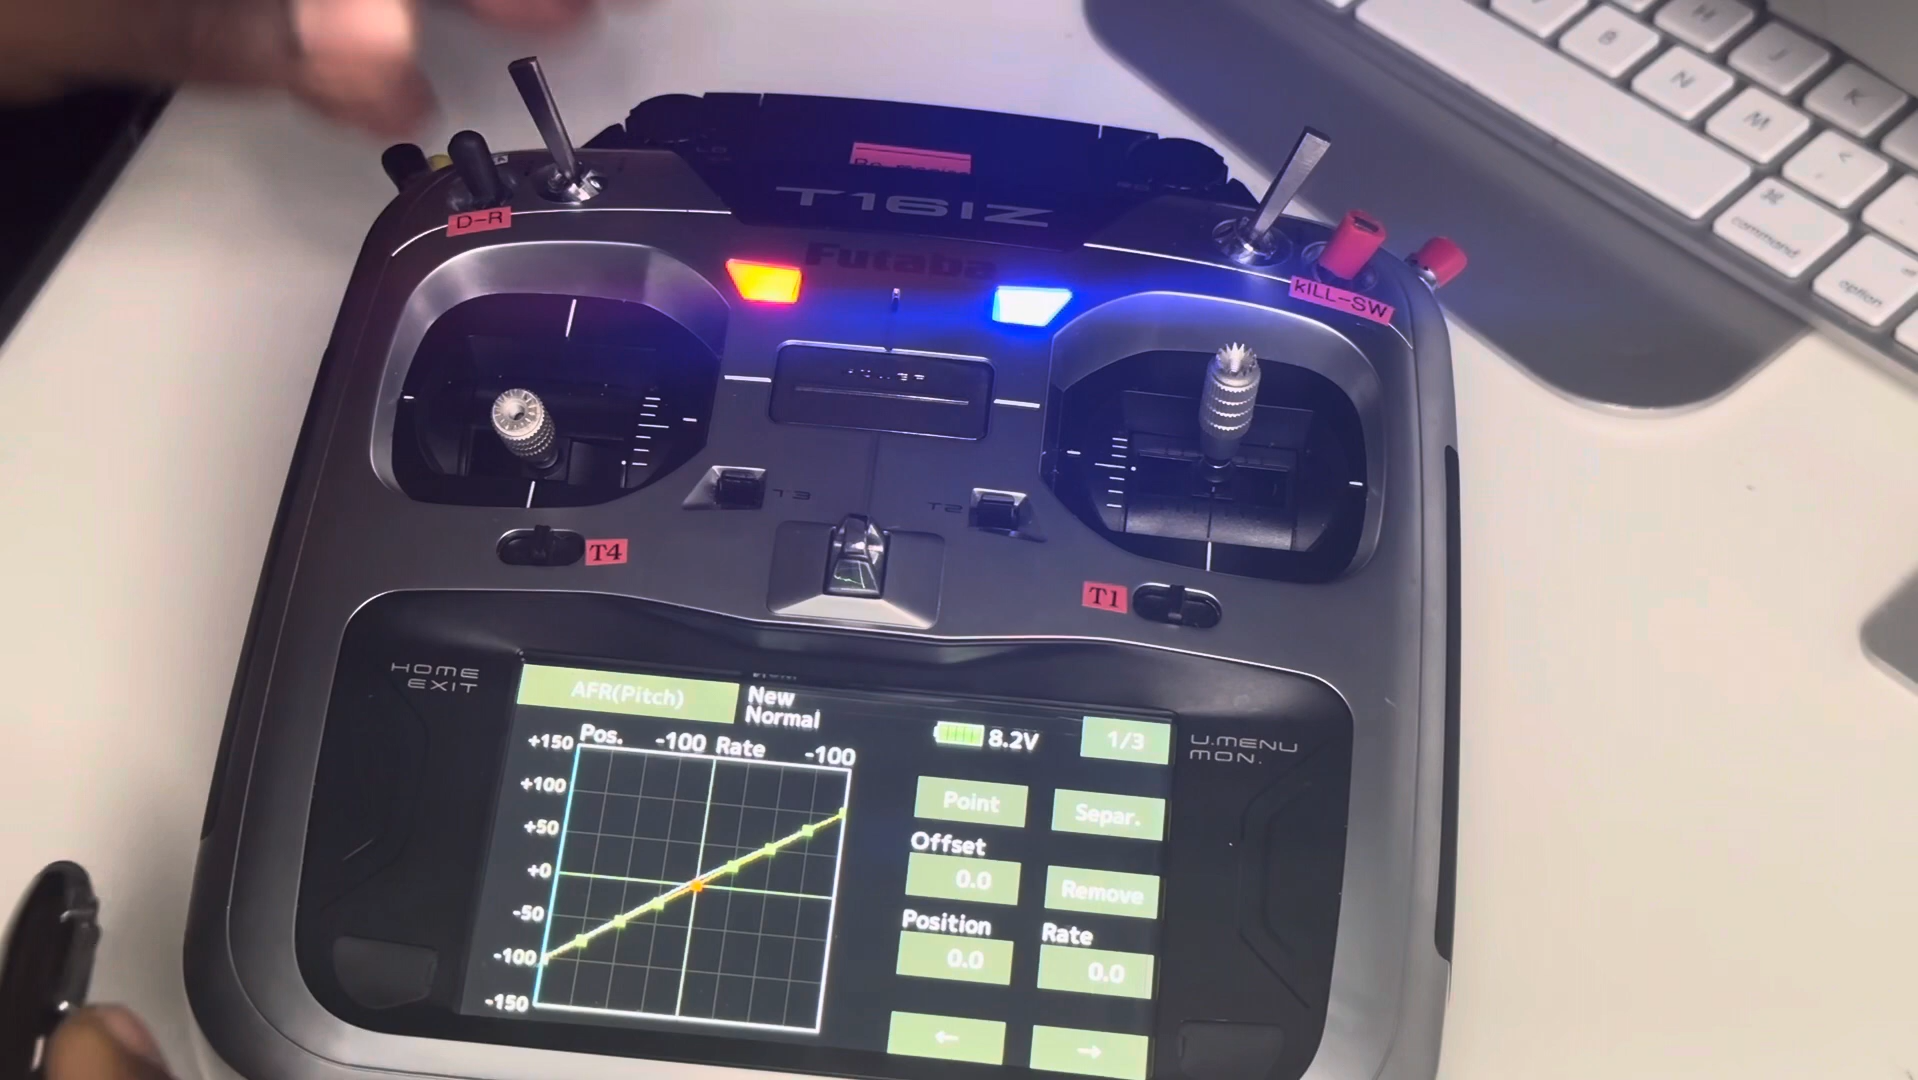 H
J
K
B
N
M
<
⌘
command
option
T16IZ
Futaba
D-R
kILL-SW
T3
T2
T4
T1
HOME
EXIT
U.MENU
MON.
AFR(Pitch)
New
Normal
8.2V
1/3
Pos. -100 Rate -100
+150
+100
+50
+0
-50
-100
-150
Point
Separ.
Offset
0.0
Remove
Position
Rate
0.0
0.0
←
→